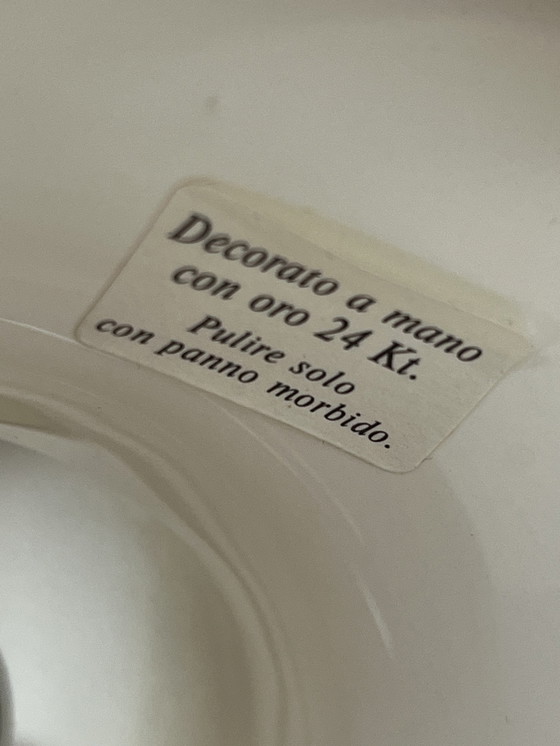 Decorato a mano
con oro 24 Kt.
Pulire solo
con panno morbido.